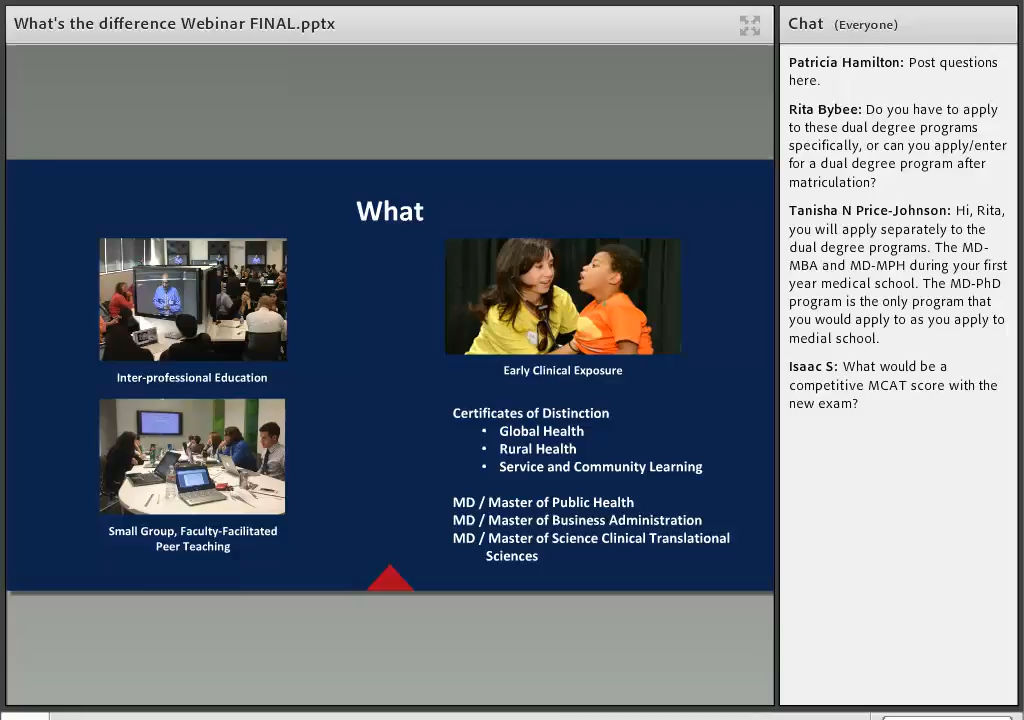 What's the difference Webinar FINAL.pptx
What
Inter-professional Education
Small Group, Faculty-Facilitated
Peer Teaching
Early Clinical Exposure
Certificates of Distinction
• Global Health
• Rural Health
• Service and Community Learning
MD / Master of Public Health
MD / Master of Business Administration
MD / Master of Science Clinical Translational
Sciences
Chat (Everyone)
Patricia Hamilton: Post questions
here.
Rita Bybee: Do you have to apply
to these dual degree programs
specifically, or can you apply/enter
for a dual degree program after
matriculation?
Tanisha N Price-Johnson: Hi, Rita,
you will apply separately to the
dual degree programs. The MD-
MBA and MD-MPH during your first
year medical school. The MD-PhD
program is the only program that
you would apply to as you apply to
medial school.
Isaac S: What would be a
competitive MCAT score with the
new exam?